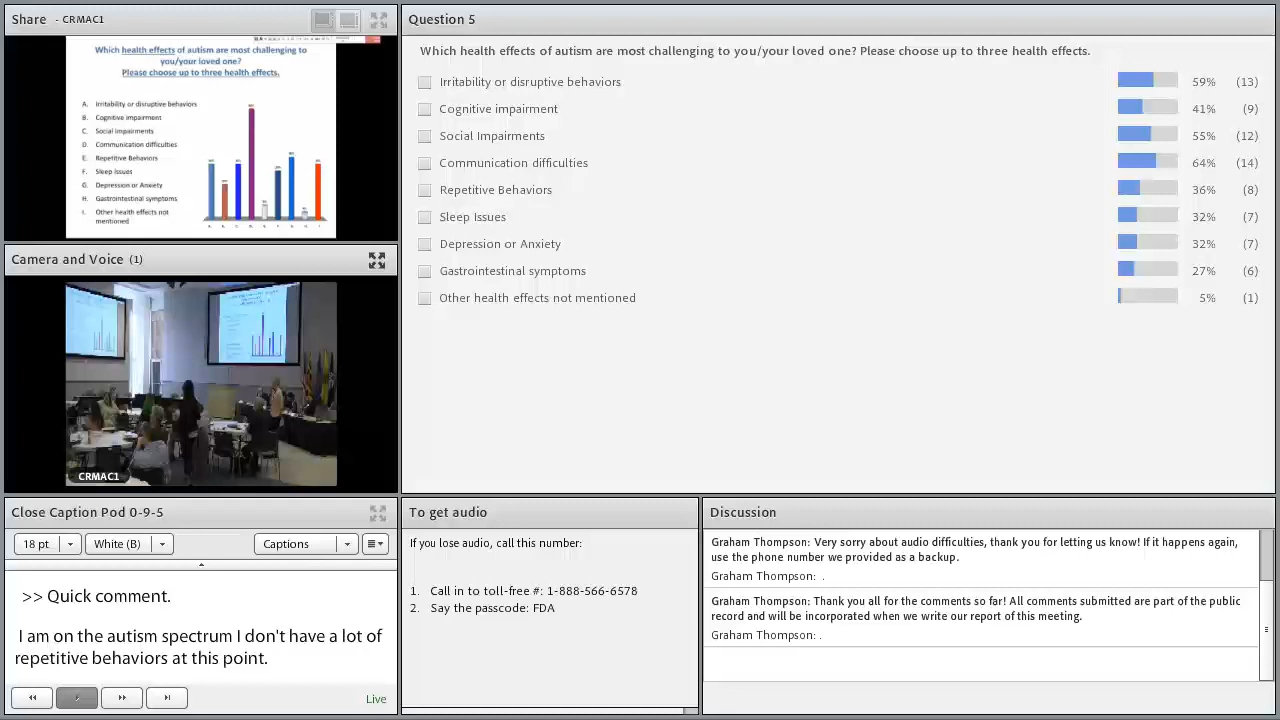 Share - CRMAC1
Which health effects of autism are most challenging to
you/your loved one?
Please choose up to three health effects.
A. Irritability or disruptive behaviors
B. Cognitive impairment
C. Social impairments
D. Communication difficulties
E. Repetitive Behaviors
F. Sleep issues
G. Depression or Anxiety
H. Gastrointestinal symptoms
I. Other health effects not
mentioned
Camera and Voice (1)
CRMAC1
Question 5
Which health effects of autism are most challenging to you/your loved one? Please choose up to three health effects.
Irritability or disruptive behaviors 59% (13)
Cognitive impairment 41% (9)
Social Impairments 55% (12)
Communication difficulties 64% (14)
Repetitive Behaviors 36% (8)
Sleep Issues 32% (7)
Depression or Anxiety 32% (7)
Gastrointestinal symptoms 27% (6)
Other health effects not mentioned 5% (1)
Close Caption Pod 0-9-5
18 pt White (B) Captions
>> Quick comment.
I am on the autism spectrum I don't have a lot of
repetitive behaviors at this point.
Live
To get audio
If you lose audio, call this number:
1. Call in to toll-free #: 1-888-566-6578
2. Say the passcode: FDA
Discussion
Graham Thompson: Very sorry about audio difficulties, thank you for letting us know! If it happens again,
use the phone number we provided as a backup.
Graham Thompson: .
Graham Thompson: Thank you all for the comments so far! All comments submitted are part of the public
record and will be incorporated when we write our report of this meeting.
Graham Thompson: .